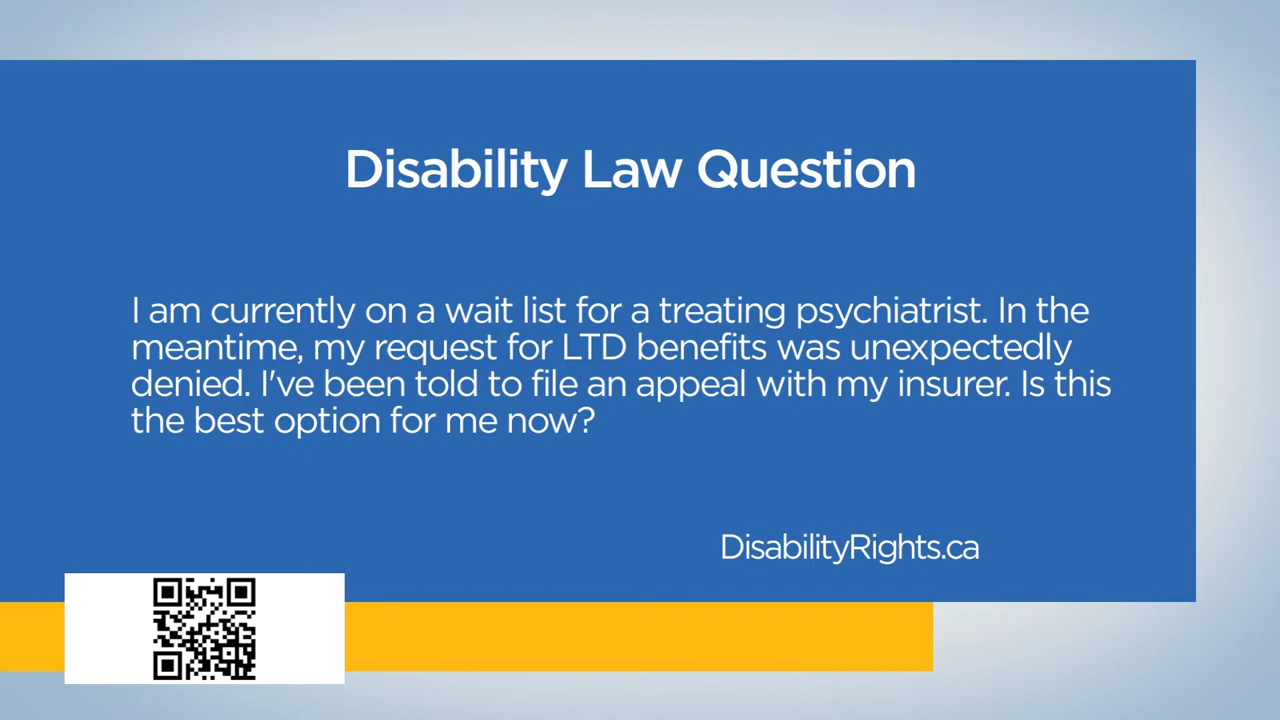 Disability Law Question
I am currently on a wait list for a treating psychiatrist. In the
meantime, my request for LTD benefits was unexpectedly
denied. I've been told to file an appeal with my insurer. Is this
the best option for me now?
DisabilityRights.ca